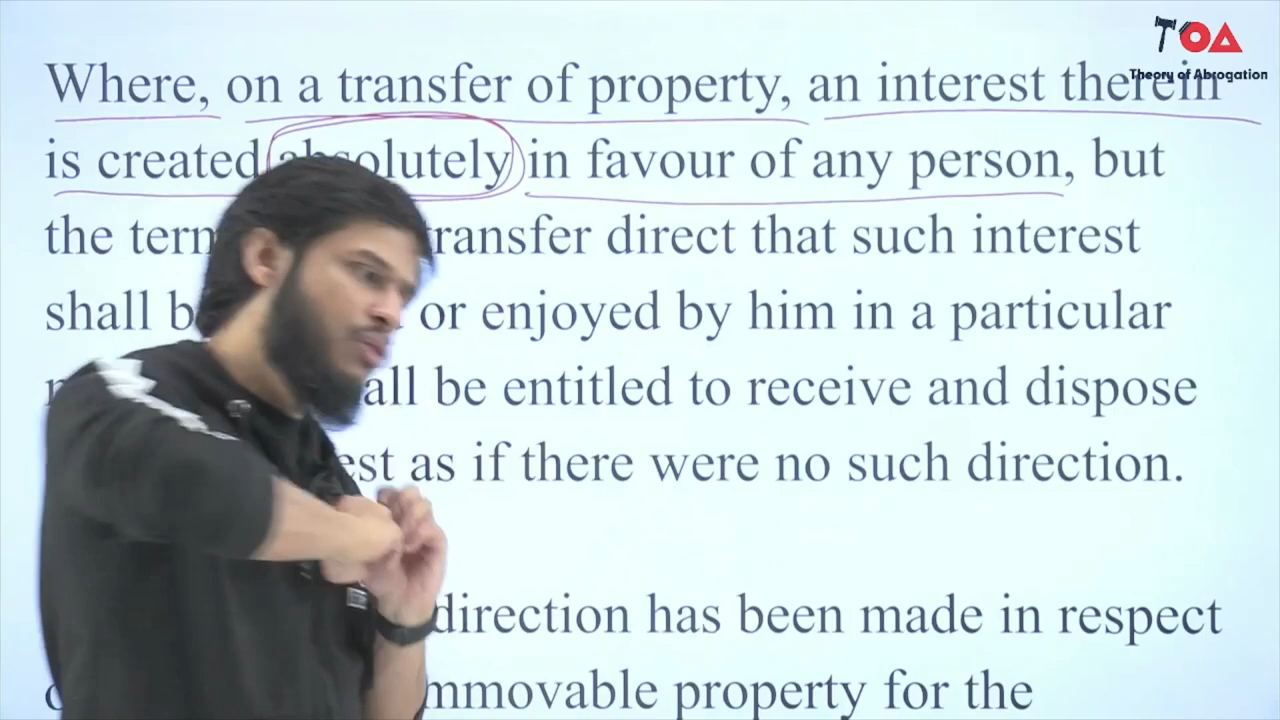 TOA
Theory of Abrogation
Where, on a transfer of property, an interest therein
is created absolutely in favour of any person, but
the transfer direct that such interest
shall or enjoyed by him in a particular
be entitled to receive and dispose
as if there were no such direction.
direction has been made in respect
property for the